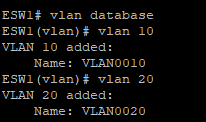 ESW1# vlan database
ESW1(vlan)# vlan 10
VLAN 10 added:
    Name: VLAN0010
ESW1(vlan)# vlan 20
VLAN 20 added:
    Name: VLAN0020